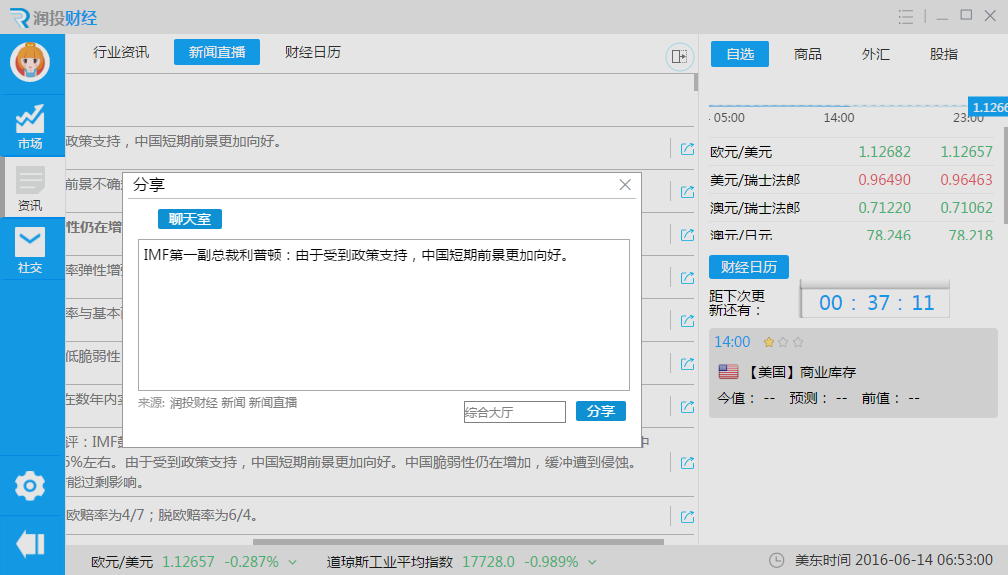 润投财经
行业资讯
新闻直播
财经日历
市场
资讯
社交
政策支持，中国短期前景更加向好。
前景不确
性仍在增
率弹性增
率与基本
低脆弱性
在数年内
评：IMF
5%左右。由于受到政策支持，中国短期前景更加向好。中国脆弱性仍在增加，缓冲遭到侵蚀。
能过剩影响。
欧赔率为4/7；脱欧赔率为6/4。
分享
聊天室
IMF第一副总裁利普顿：由于受到政策支持，中国短期前景更加向好。
来源: 润投财经 新闻 新闻直播
综合大厅
分享
自选
商品
外汇
股指
1.1266
05:00
14:00
23:00
欧元/美元 1.12682 1.12657
美元/瑞士法郎 0.96490 0.96463
澳元/瑞士法郎 0.71220 0.71062
澳元/日元 78.246 78.218
财经日历
距下次更
新还有：
00 : 37 : 11
14:00
【美国】商业库存
今值： -- 预测： -- 前值： --
欧元/美元 1.12657 -0.287%
道琼斯工业平均指数 17728.0 -0.989%
美东时间 2016-06-14 06:53:00